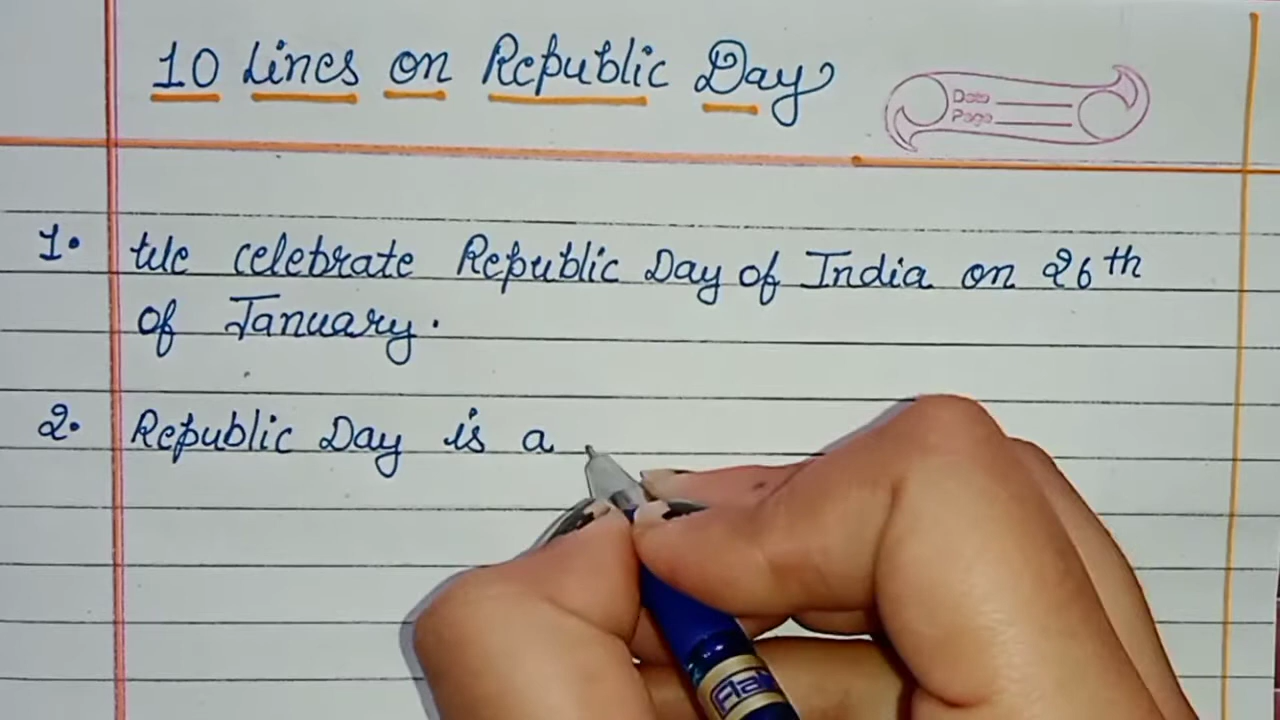 10 Lines on Republic Day
Date
Page
1. We celebrate Republic Day of India on 26th
of January.
2. Republic Day is a
Flair